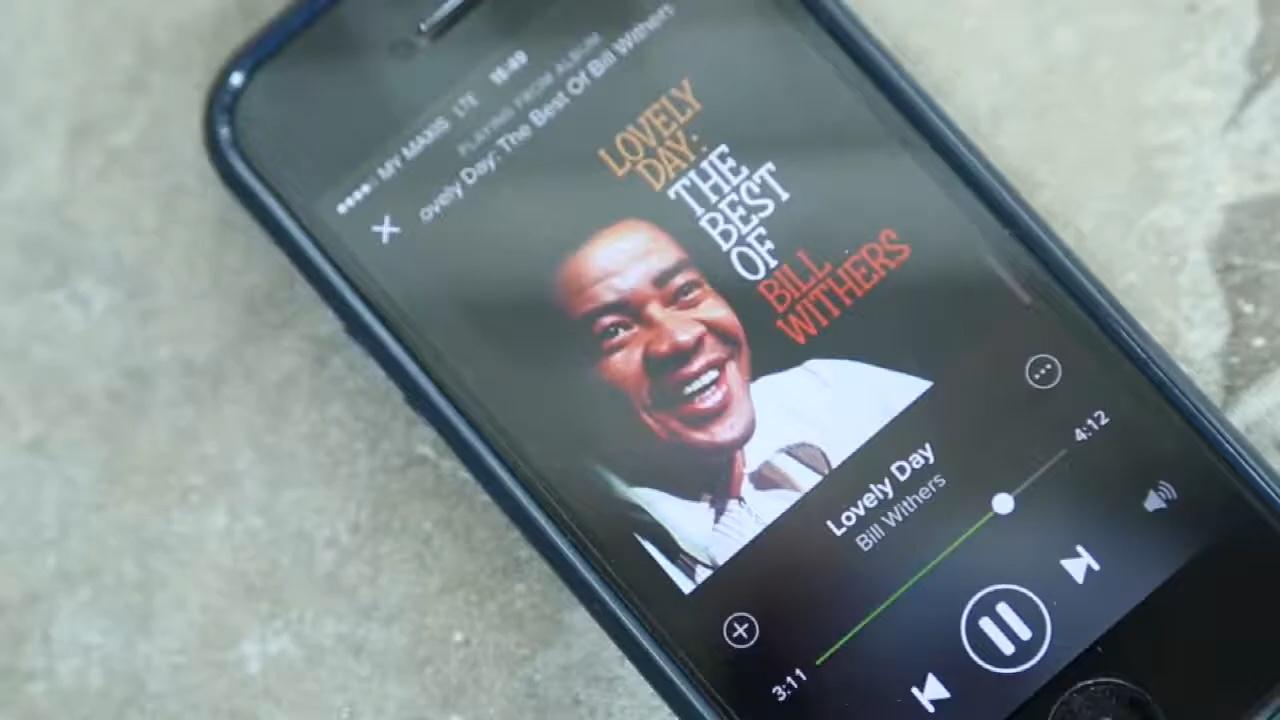 MY MAXIS LTE 16:49
PLAYING FROM ALBUM
ovely Day: The Best Of Bill Withers
LOVELY
DAY:
THE
BEST
OF
BILL
WITHERS
Lovely Day
Bill Withers
3:11
4:12